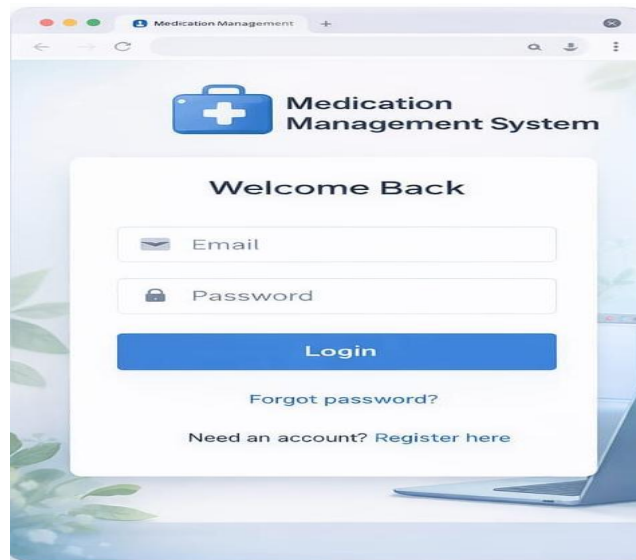 Medication Management
Medication
Management System
Welcome Back
Email
Password
Login
Forgot password?
Need an account? Register here